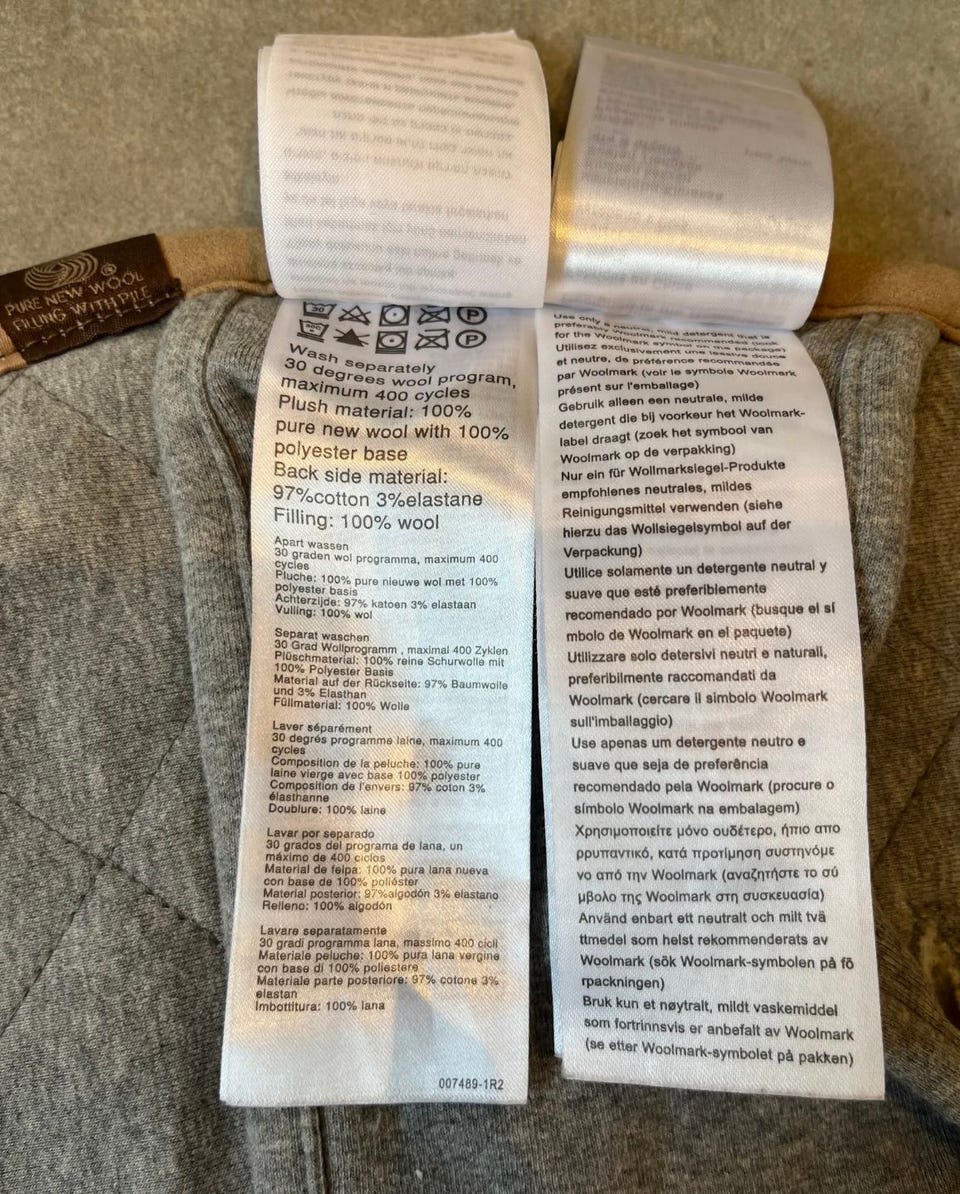 PURE NEW WOOL
FILLING WITH PILE
®
30
P
P
Wash separately
30 degrees wool program,
maximum 400 cycles
Plush material: 100%
pure new wool with 100%
polyester base
Back side material:
97%cotton 3%elastane
Filling: 100% wool
Apart wassen
30 graden wol programma, maximum 400
cycles
Pluche: 100% pure nieuwe wol met 100%
polyester basis
Achterzijde: 97% katoen 3% elastaan
Vulling: 100% wol
Separat waschen
30 Grad Wollprogramm , maximal 400 Zyklen
Plüschmaterial: 100% reine Schurwolle mit
100% Polyester Basis
Material auf der Rückseite: 97% Baumwolle
und 3% Elasthan
Füllmaterial: 100% Wolle
Laver séparément
30 degrés programme laine, maximum 400
cycles
Composition de la peluche: 100% pure
laine vierge avec base 100% polyester
Composition de l'envers: 97% coton 3%
élasthanne
Doublure: 100% laine
Lavar por separado
30 grados del programa de lana, un
máximo de 400 ciclos
Material de felpa: 100% pura lana nueva
con base de 100% poliéster
Material posterior: 97%algodón 3% elastano
Relleno: 100% algodón
Lavare separatamente
30 gradi programma lana, massimo 400 cicli
Materiale peluche: 100% pura lana vergine
con base di 100% poliestere
Materiale parte posteriore: 97% cotone 3%
elastan
Imbottitura: 100% lana
007489-1R2
Use only a neutral, mild detergent that is
preferably Woolmark recommended (look
for the Woolmark symbol on the package)
Utilisez exclusivement une lessive douce
et neutre, de préférence recommandée
par Woolmark (voir le symbole Woolmark
présent sur l'emballage)
Gebruik alleen een neutrale, milde
detergent die bij voorkeur het Woolmark-
label draagt (zoek het symbool van
Woolmark op de verpakking)
Nur ein für Wollmarksiegel-Produkte
empfohlenes neutrales, mildes
Reinigungsmittel verwenden (siehe
hierzu das Wollsiegelsymbol auf der
Verpackung)
Utilice solamente un detergente neutral y
suave que esté preferiblemente
recomendado por Woolmark (busque el sí
mbolo de Woolmark en el paquete)
Utilizzare solo detersivi neutri e naturali,
preferibilmente raccomandati da
Woolmark (cercare il simbolo Woolmark
sull'imballaggio)
Use apenas um detergente neutro e
suave que seja de preferência
recomendado pela Woolmark (procure o
símbolo Woolmark na embalagem)
Χρησιμοποιείτε μόνο ουδέτερο, ήπιο απο
ρρυπαντικό, κατά προτίμηση συστηνόμε
νο από την Woolmark (αναζητήστε το σύ
μβολο της Woolmark στη συσκευασία)
Använd enbart ett neutralt och milt tvä
ttmedel som helst rekommenderats av
Woolmark (sök Woolmark-symbolen på fö
rpackningen)
Bruk kun et nøytralt, mildt vaskemiddel
som fortrinnsvis er anbefalt av Woolmark
(se etter Woolmark-symbolet på pakken)